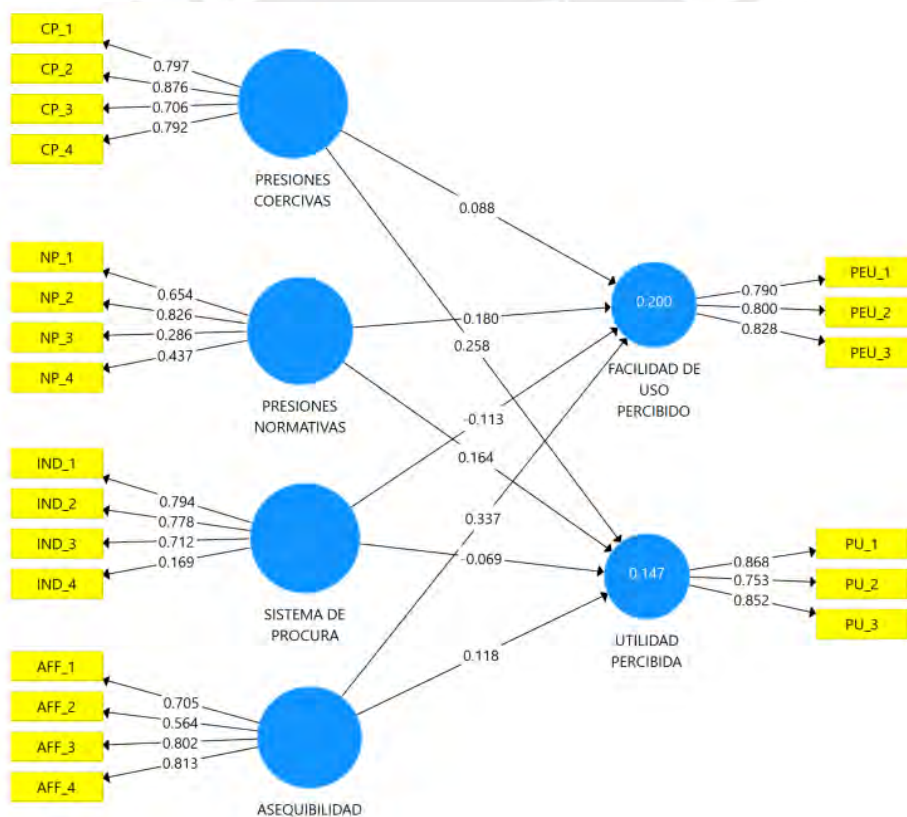 CP_1
CP_2
CP_3
CP_4
0.797
0.876
0.706
0.792
PRESIONES
COERCIVAS
0.088
NP_1
NP_2
NP_3
NP_4
0.654
0.826
0.286
0.437
PRESIONES
NORMATIVAS
0.180
0.258
0.200
FACILIDAD DE
USO
PERCIBIDO
0.790
0.800
0.828
PEU_1
PEU_2
PEU_3
-0.113
0.164
IND_1
IND_2
IND_3
IND_4
0.794
0.778
0.712
0.169
SISTEMA DE
PROCURA
0.337
-0.069
0.147
UTILIDAD
PERCIBIDA
0.868
0.753
0.852
PU_1
PU_2
PU_3
0.118
AFF_1
AFF_2
AFF_3
AFF_4
0.705
0.564
0.802
0.813
ASEQUIBILIDAD